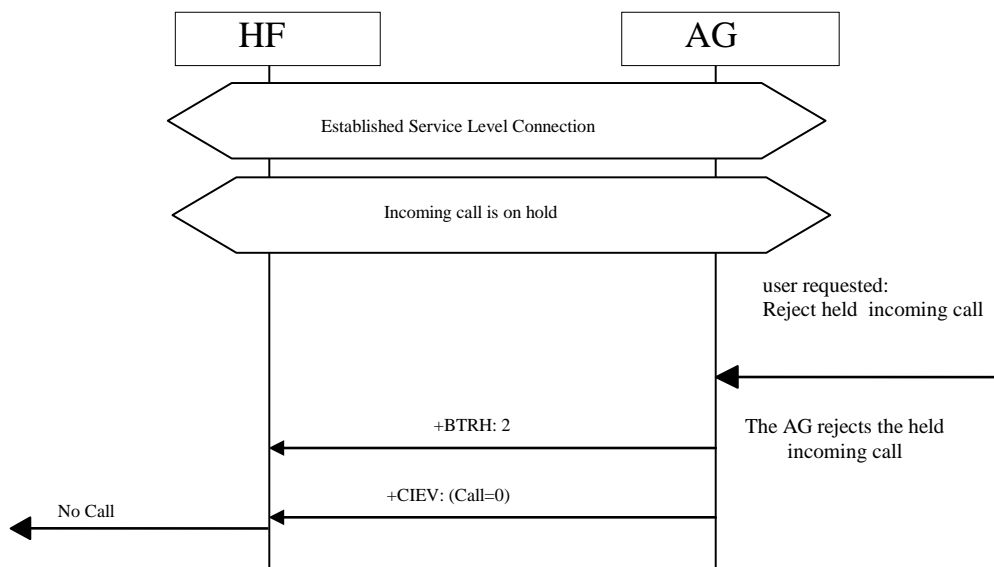 HF
AG
Established Service Level Connection
Incoming call is on hold
user requested:
Reject held incoming call
+BTRH: 2
The AG rejects the held
incoming call
+CIEV: (Call=0)
No Call